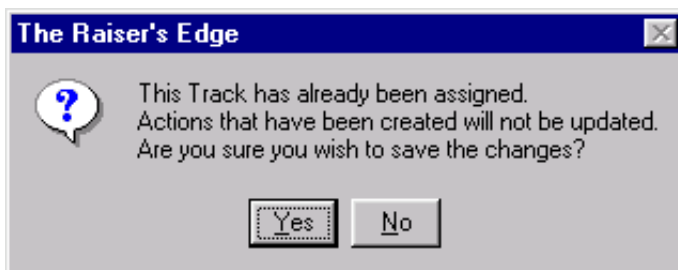 The Raiser's Edge
This Track has already been assigned.
Actions that have been created will not be updated.
Are you sure you wish to save the changes?
Yes No